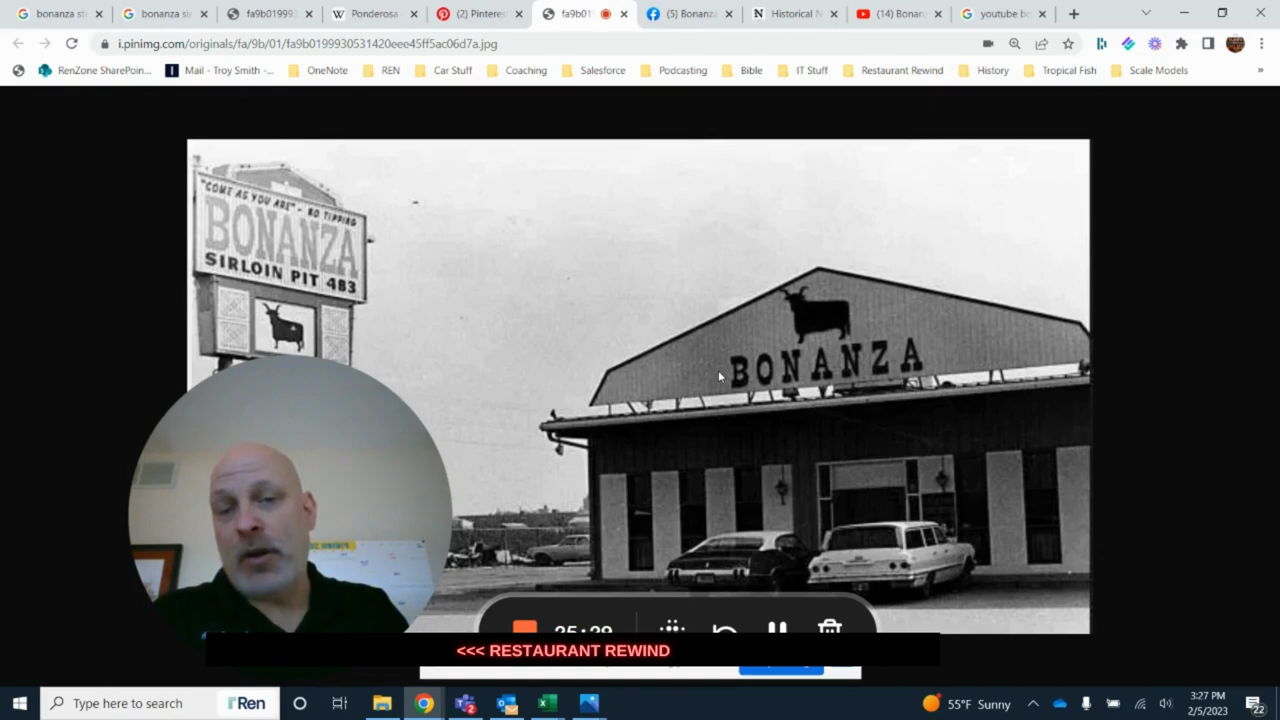 bonanza st
bonanza sir
fa9b01999
Ponderosa
(2) Pinteres
fa9b01
(5) Bonanza
Historical N
(14) Bonan
youtube bo
i.pinimg.com/originals/fa/9b/01/fa9b0199930531420eee45ff5ac06d7a.jpg
RenZone SharePoin...
Mail - Troy Smith -...
OneNote
REN
Car Stuff
Coaching
Salesforce
Podcasting
Bible
IT Stuff
Restaurant Rewind
History
Tropical Fish
Scale Models
"COME AS YOU ARE" - NO TIPPING
BONANZA
SIRLOIN PIT 483
BONANZA
<<< RESTAURANT REWIND
Type here to search
Ren
55°F Sunny
3:27 PM
2/5/2023
22